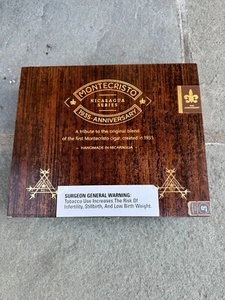 MONTECRISTO
NICARAGUA
SERIES
1935·ANNIVERSARY
A tribute to the original blend
of the first Montecristo cigar, created in 1935.
HANDMADE IN NICARAGUA
SURGEON GENERAL WARNING:
Tobacco Use Increases The Risk Of
Infertility, Stillbirth, And Low Birth Weight.